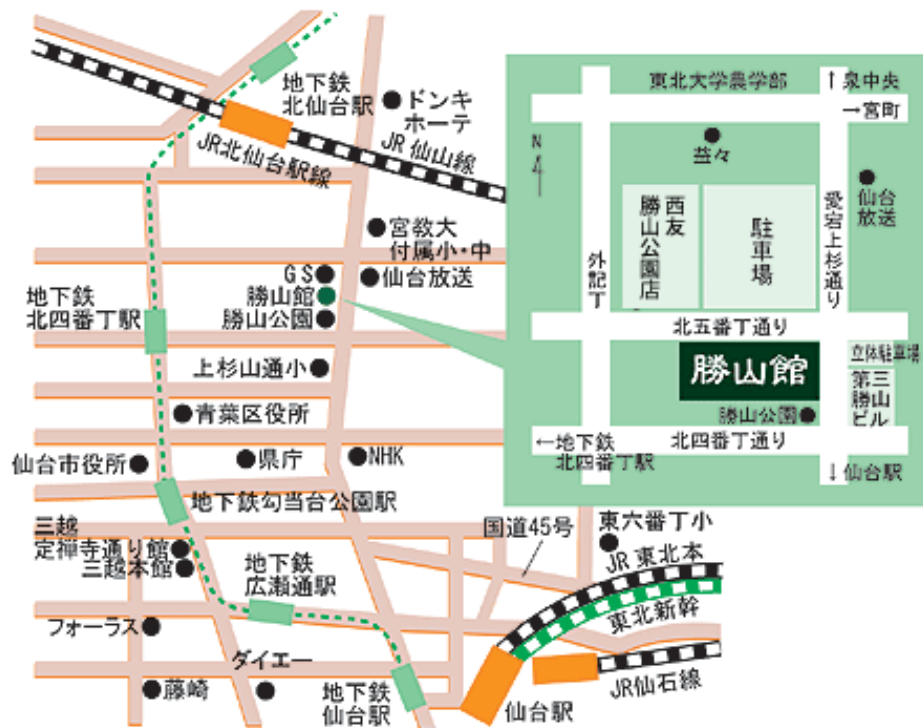 地下鉄
北仙台駅
ドンキ
ホーテ
JR仙山線
JR北仙台駅線
宮教大
付属小・中
GS
仙台放送
勝山館
勝山公園
地下鉄
北四番丁駅
上杉山通小
青葉区役所
仙台市役所
県庁
NHK
地下鉄勾当台公園駅
三越
定禅寺通り館
三越本館
国道45号
東六番丁小
JR東北本
東北新幹
地下鉄
広瀬通駅
フォーラス
ダイエー
藤崎
地下鉄
仙台駅
仙台駅
JR仙石線
東北大学農学部
↑泉中央
→宮町
N
益々
仙台
放送
西友
勝山公園店
駐車場
愛宕上杉通り
外記丁
北五番丁通り
勝山館
立体駐車場
第三
勝山
ビル
勝山公園
北四番丁通り
←地下鉄
北四番丁駅
↓仙台駅